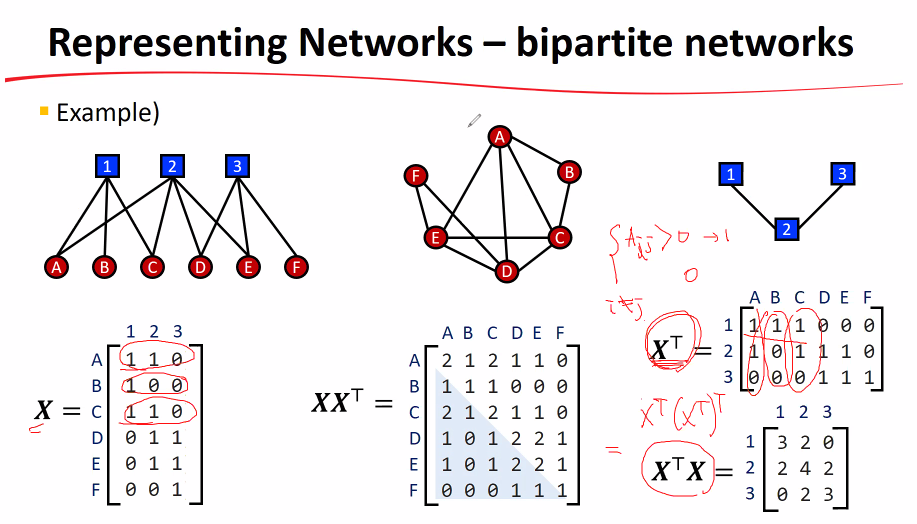 Representing Networks – bipartite networks
Example)
1 2 3
A B C D E F
A
B
F
E
C
D
1 3
2
A_ij > 0 → 1
0
i ≠ j
1 2 3
A 1 1 0
B 1 0 0
C 1 1 0
D 0 1 1
E 0 1 1
F 0 0 1
X =
A B C D E F
A 2 1 2 1 1 0
B 1 1 1 0 0 0
C 2 1 2 1 1 0
D 1 0 1 2 2 1
E 1 0 1 2 2 1
F 0 0 0 1 1 1
XX⊤ =
A B C D E F
1 1 1 1 0 0 0
2 1 0 1 1 1 0
3 0 0 0 1 1 1
X⊤ =
X^T (X^T)^T
=
1 2 3
1 3 2 0
2 2 4 2
3 0 2 3
X⊤X =